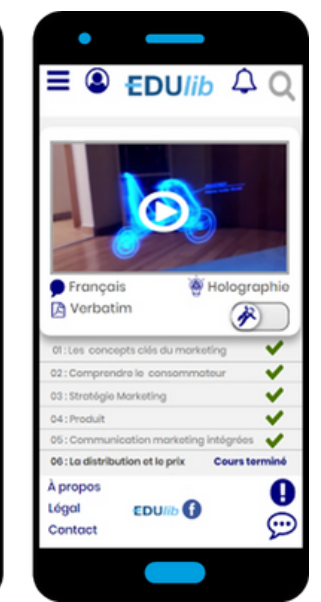 EDUlib
Français
Holographie
Verbatim
01 : Les concepts clés du marketing
02 : Comprendre le consommateur
03 : Stratégie Marketing
04 : Produit
05 : Communication marketing intégrées
06 : La distribution et le prix Cours terminé
À propos
Légal
EDUlib
Contact